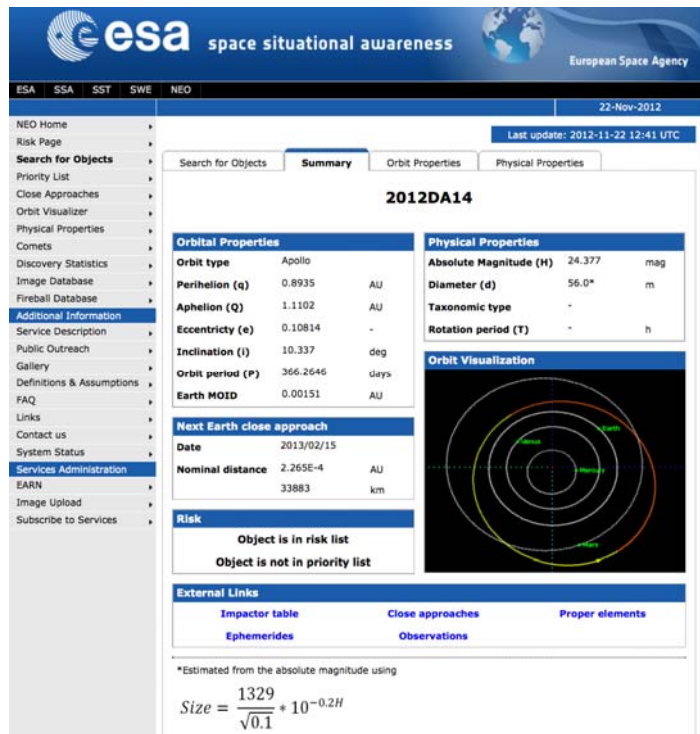 esa space situational awareness
European Space Agency
ESA SSA SST SWE NEO
22-Nov-2012
NEO Home
Risk Page
Search for Objects
Priority List
Close Approaches
Orbit Visualizer
Physical Properties
Comets
Discovery Statistics
Image Database
Fireball Database
Additional Information
Service Description
Public Outreach
Gallery
Definitions & Assumptions
FAQ
Links
Contact us
System Status
Services Administration
EARN
Image Upload
Subscribe to Services
Last update: 2012-11-22 12:41 UTC
Search for Objects Summary Orbit Properties Physical Properties
2012DA14
Orbital Properties
Orbit type Apollo
Perihelion (q) 0.8935 AU
Aphelion (Q) 1.1102 AU
Eccentricty (e) 0.10814 -
Inclination (i) 10.337 deg
Orbit period (P) 366.2646 days
Earth MOID 0.00151 AU
Physical Properties
Absolute Magnitude (H) 24.377 mag
Diameter (d) 56.0* m
Taxonomic type -
Rotation period (T) - h
Next Earth close approach
Date 2013/02/15
Nominal distance 2.265E-4 AU
33883 km
Orbit Visualization
Earth
Venus
Mercury
Mars
Risk
Object is in risk list
Object is not in priority list
External Links
Impactor table Close approaches Proper elements
Ephemerides Observations
*Estimated from the absolute magnitude using
Size = 1329/√0.1 * 10^-0.2H